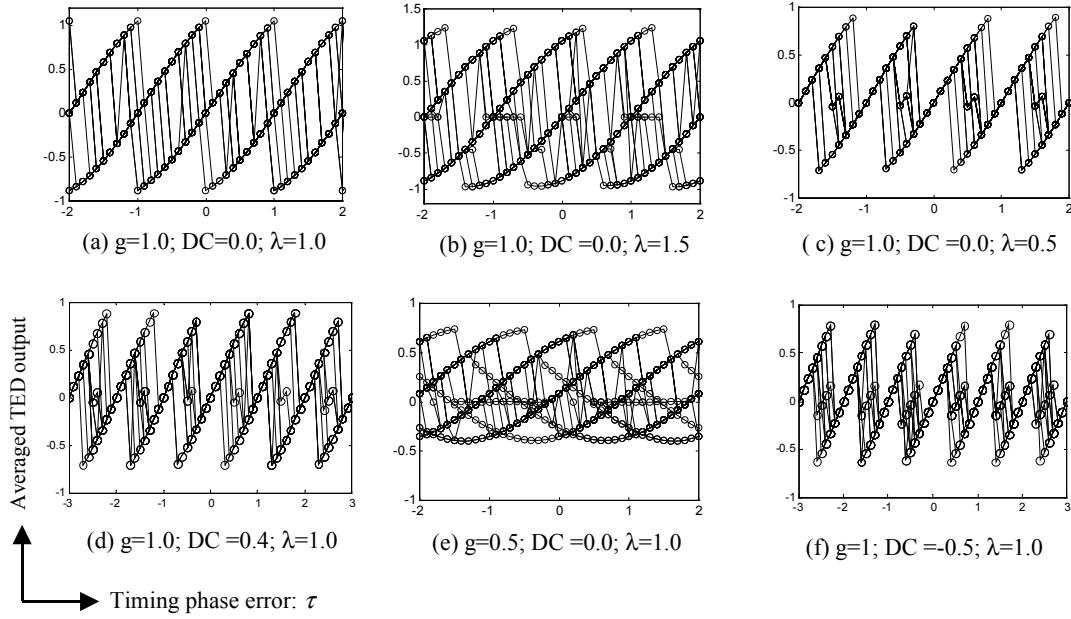 1
0.5
0
-0.5
-1
-2 -1 0 1 2
(a) g=1.0; DC=0.0; λ=1.0
1.5
1
0.5
0
-0.5
-1
-2 -1 0 1 2
(b) g=1.0; DC =0.0; λ=1.5
1
0.5
0
-0.5
-1
-2 -1 0 1 2
( c) g=1.0; DC =0.0; λ=0.5
1
0.5
0
-0.5
-1
-3 -2 -1 0 1 2 3
(d) g=1.0; DC =0.4; λ=1.0
1
0.5
0
-0.5
-1
-2 -1 0 1 2
(e) g=0.5; DC =0.0; λ=1.0
1
0.5
0
-0.5
-1
-3 -2 -1 0 1 2 3
(f) g=1; DC =-0.5; λ=1.0
Averaged TED output
Timing phase error: τ